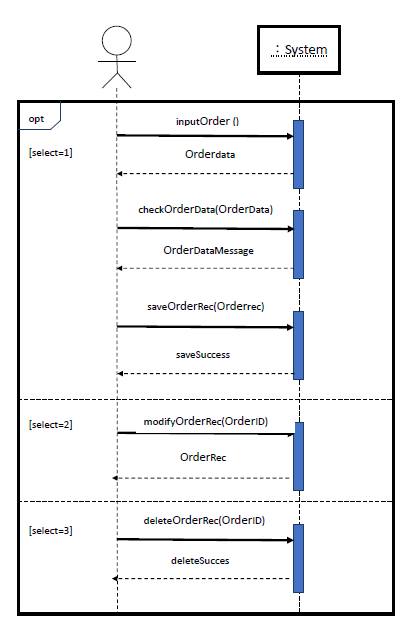 ：System
opt
inputOrder ()
[select=1]
Orderdata
checkOrderData(OrderData)
OrderDataMessage
saveOrderRec(Orderrec)
saveSuccess
[select=2]
modifyOrderRec(OrderID)
OrderRec
deleteOrderRec(OrderID)
[select=3]
deleteSucces